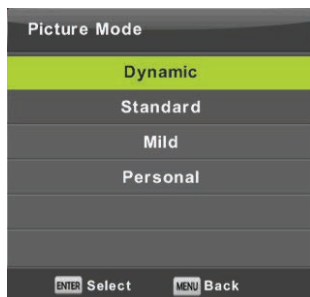 Picture Mode
Dynamic
Standard
Mild
Personal
ENTER Select MENU Back